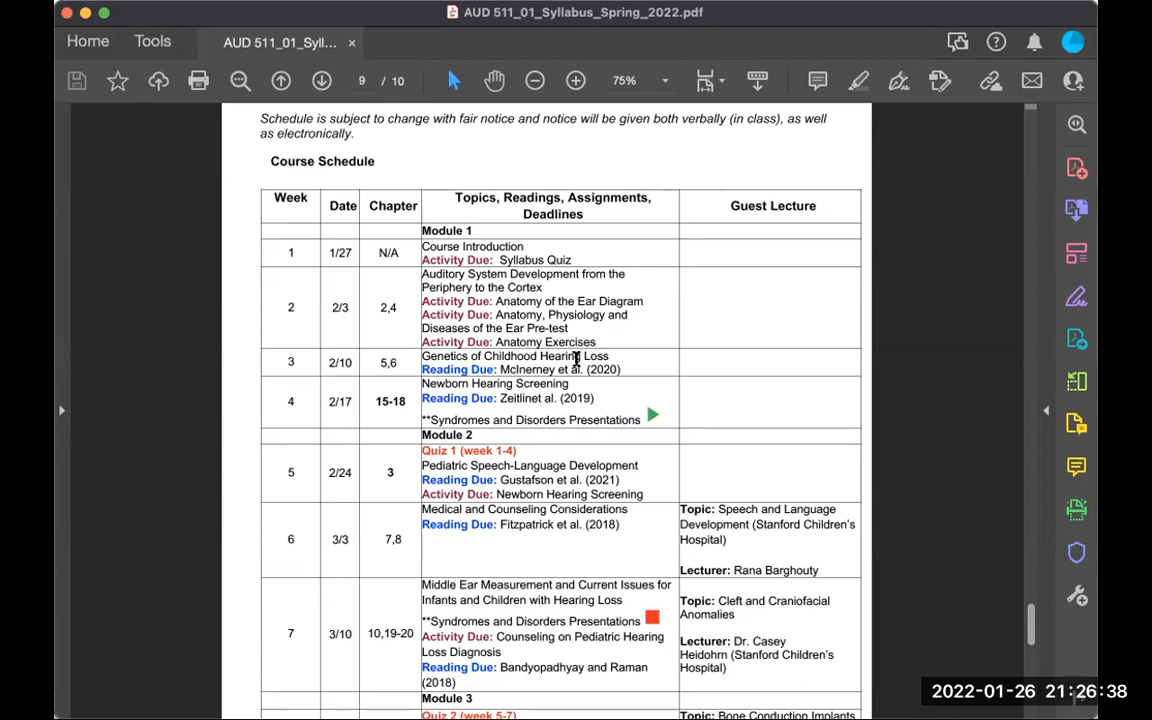 AUD 511_01_Syllabus_Spring_2022.pdf
Home Tools AUD 511_01_Syll... ×
9 / 10 75%
Schedule is subject to change with fair notice and notice will be given both verbally (in class), as well
as electronically.
Course Schedule
Week Date Chapter Topics, Readings, Assignments, Deadlines Guest Lecture
Module 1
1 1/27 N/A Course Introduction
Activity Due: Syllabus Quiz
2 2/3 2,4 Auditory System Development from the
Periphery to the Cortex
Activity Due: Anatomy of the Ear Diagram
Activity Due: Anatomy, Physiology and
Diseases of the Ear Pre-test
Activity Due: Anatomy Exercises
3 2/10 5,6 Genetics of Childhood Hearing Loss
Reading Due: McInerney et al. (2020)
4 2/17 15-18 Newborn Hearing Screening
Reading Due: Zeitlinet al. (2019)
**Syndromes and Disorders Presentations
Module 2
5 2/24 3 Quiz 1 (week 1-4)
Pediatric Speech-Language Development
Reading Due: Gustafson et al. (2021)
Activity Due: Newborn Hearing Screening
6 3/3 7,8 Medical and Counseling Considerations
Reading Due: Fitzpatrick et al. (2018)
Topic: Speech and Language
Development (Stanford Children's
Hospital)
Lecturer: Rana Barghouty
7 3/10 10,19-20 Middle Ear Measurement and Current Issues for
Infants and Children with Hearing Loss
**Syndromes and Disorders Presentations
Activity Due: Counseling on Pediatric Hearing
Loss Diagnosis
Reading Due: Bandyopadhyay and Raman
(2018)
Topic: Cleft and Craniofacial
Anomalies
Lecturer: Dr. Casey
Heidohrn (Stanford Children's
Hospital)
Module 3
Quiz 2 (week 5-7)
Topic: Bone Conduction Implants
2022-01-26 21:26:38